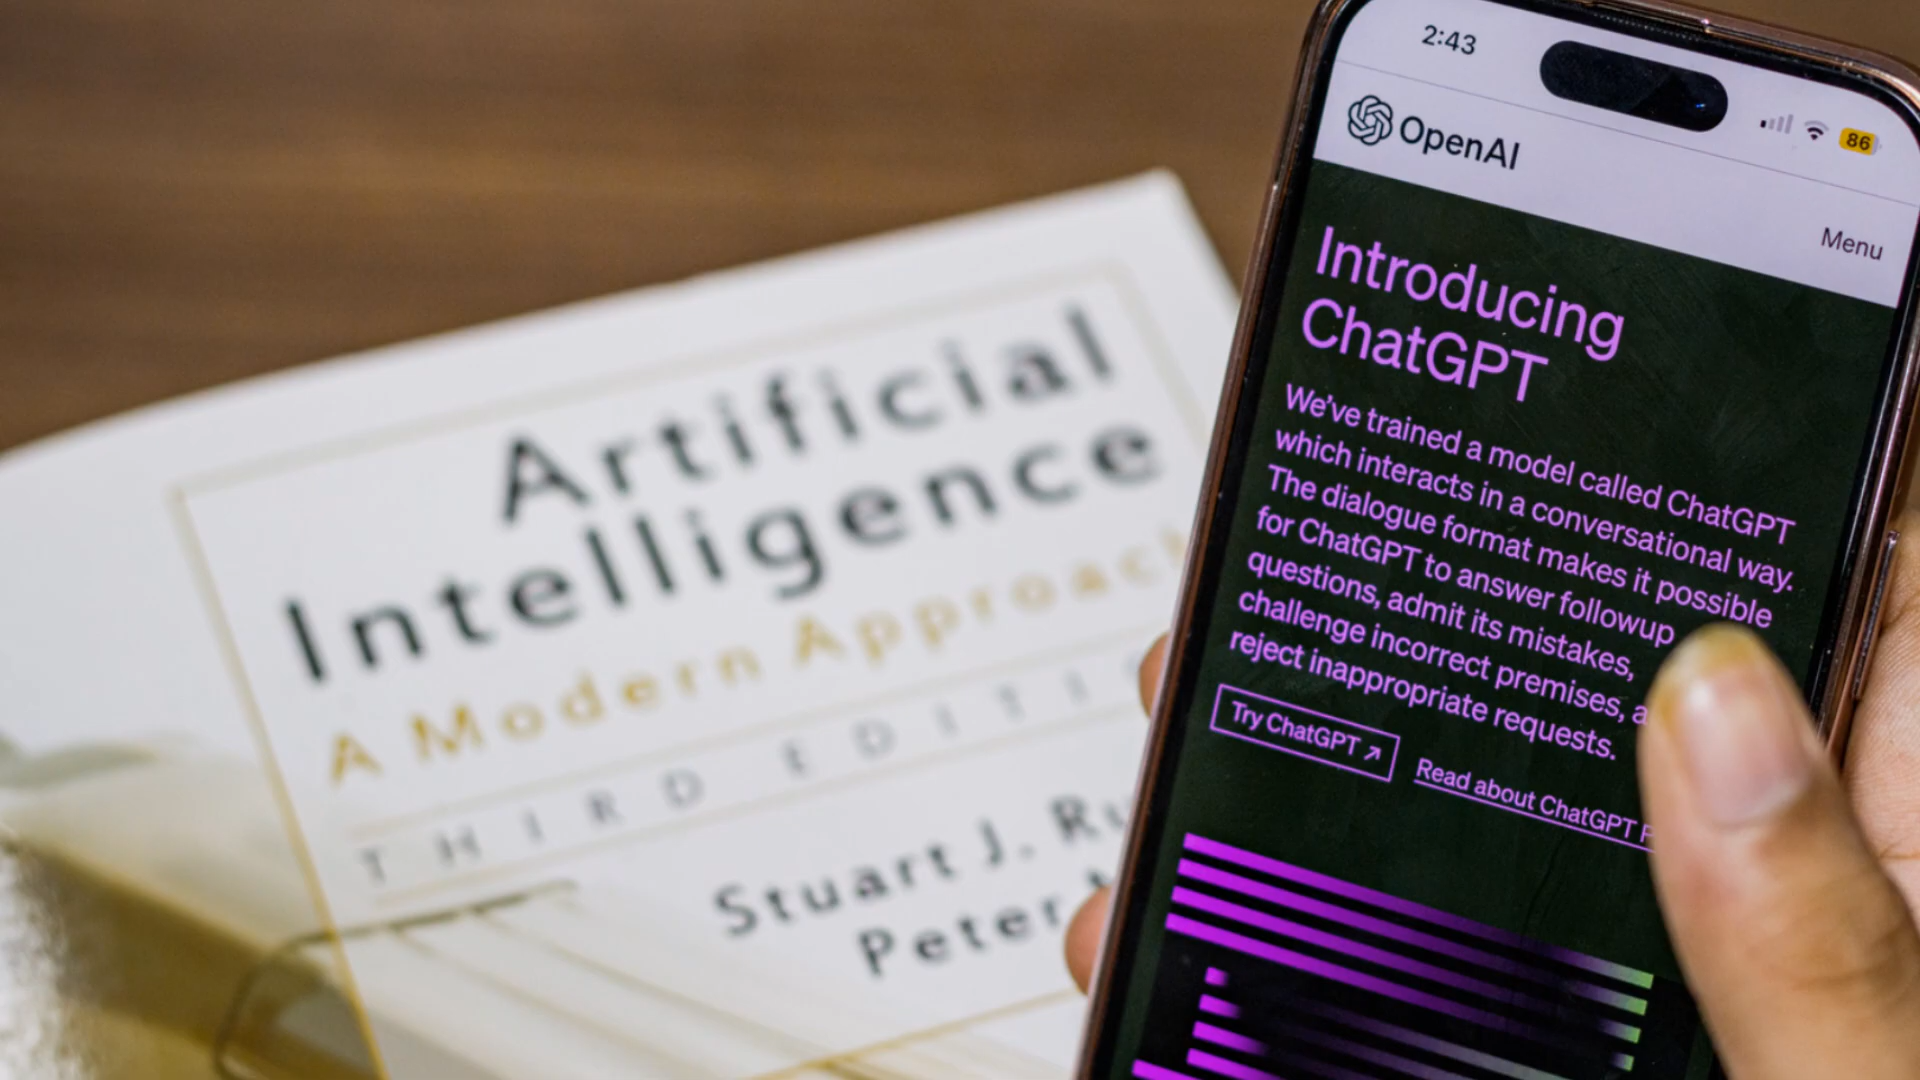 Artificial
Intelligence
A Modern Approach
THIRD EDITIO
Stuart J. Ru
Peter
2:43
86
OpenAI
Menu
Introducing
ChatGPT
We've trained a model called ChatGPT
which interacts in a conversational way.
The dialogue format makes it possible
for ChatGPT to answer followup
questions, admit its mistakes,
challenge incorrect premises, a
reject inappropriate requests.
Try ChatGPT ↗
Read about ChatGPT P